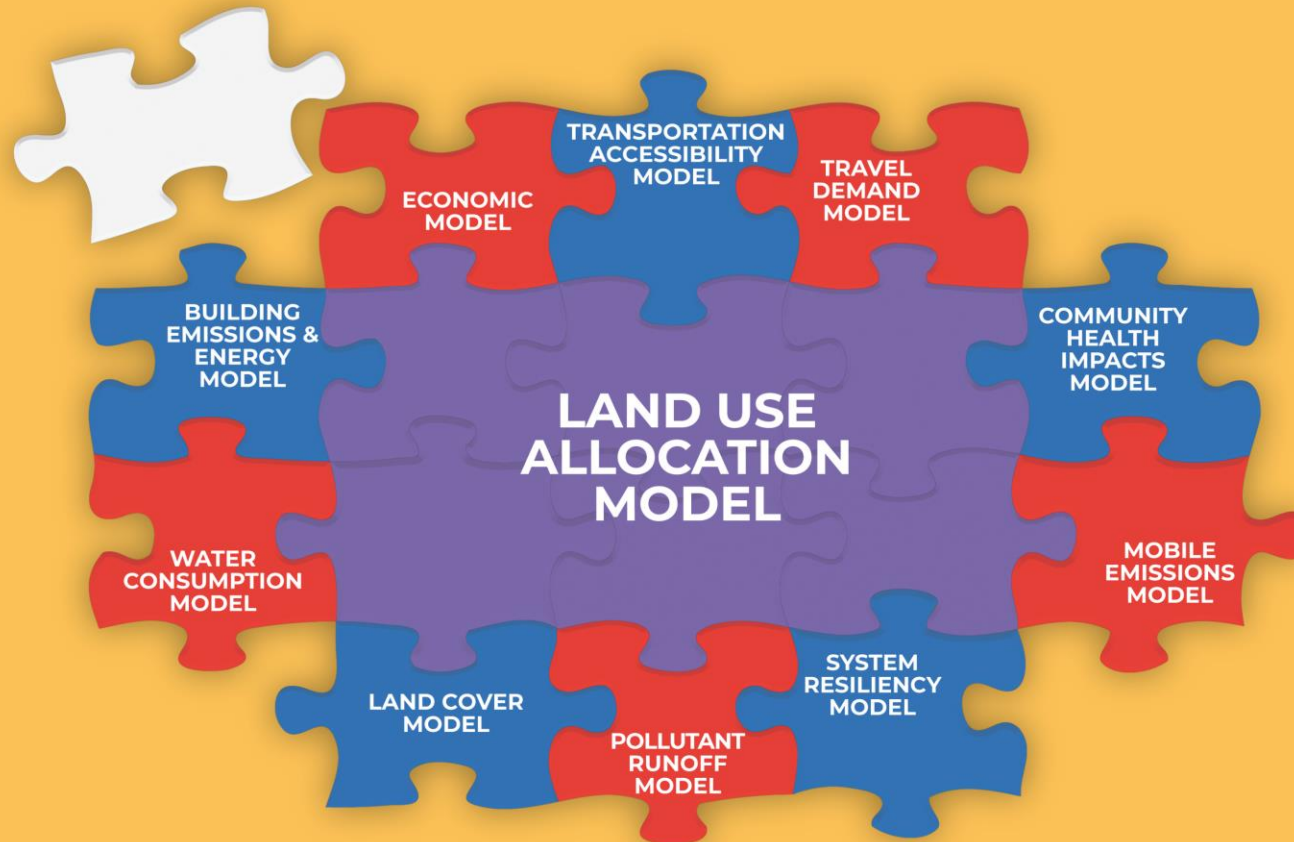 TRANSPORTATION
ACCESSIBILITY
MODEL
ECONOMIC
MODEL
TRAVEL
DEMAND
MODEL
BUILDING
EMISSIONS &
ENERGY
MODEL
COMMUNITY
HEALTH
IMPACTS
MODEL
LAND USE
ALLOCATION
MODEL
WATER
CONSUMPTION
MODEL
MOBILE
EMISSIONS
MODEL
LAND COVER
MODEL
POLLUTANT
RUNOFF
MODEL
SYSTEM
RESILIENCY
MODEL